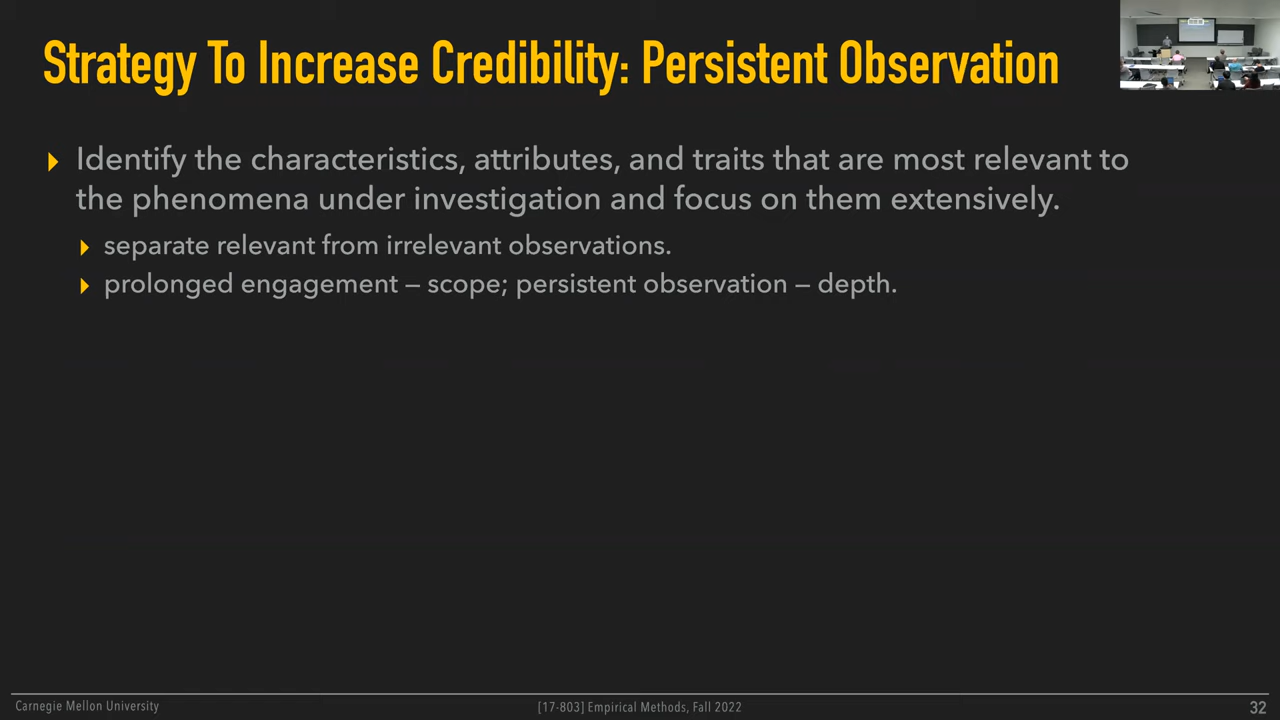 Strategy To Increase Credibility: Persistent Observation
Identify the characteristics, attributes, and traits that are most relevant to
the phenomena under investigation and focus on them extensively.
separate relevant from irrelevant observations.
prolonged engagement — scope; persistent observation — depth.
Carnegie Mellon University
[17-803] Empirical Methods, Fall 2022
32